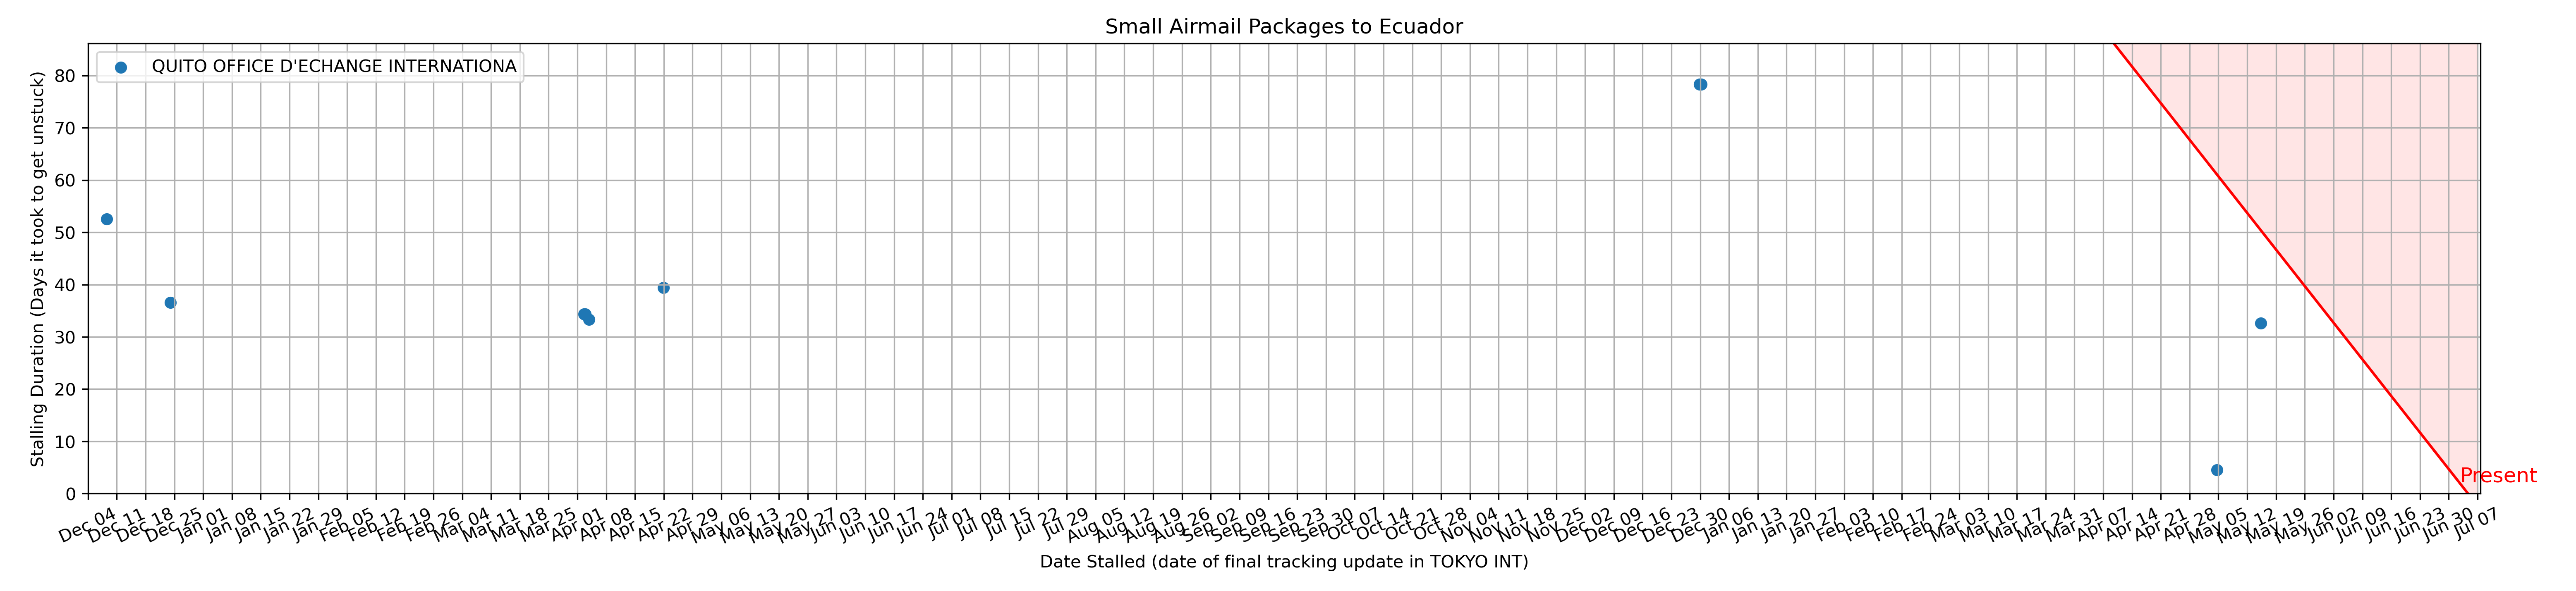 Small Airmail Packages to Ecuador
QUITO OFFICE D'ECHANGE INTERNATIONA
Stalling Duration (Days it took to get unstuck)
80
70
60
50
40
30
20
10
0
Present
Dec 04 Dec 11 Dec 18 Dec 25 Jan 01 Jan 08 Jan 15 Jan 22 Jan 29 Feb 05 Feb 12 Feb 19 Feb 26 Mar 04 Mar 11 Mar 18 Mar 25 Apr 01 Apr 08 Apr 15 Apr 22 Apr 29 May 06 May 13 May 20 May 27 Jun 03 Jun 10 Jun 17 Jun 24 Jul 01 Jul 08 Jul 15 Jul 22 Jul 29 Aug 05 Aug 12 Aug 19 Aug 26 Sep 02 Sep 09 Sep 16 Sep 23 Sep 30 Oct 07 Oct 14 Oct 21 Oct 28 Nov 04 Nov 11 Nov 18 Nov 25 Dec 02 Dec 09 Dec 16 Dec 23 Dec 30 Jan 06 Jan 13 Jan 20 Jan 27 Feb 03 Feb 10 Feb 17 Feb 24 Mar 03 Mar 10 Mar 17 Mar 24 Mar 31 Apr 07 Apr 14 Apr 21 Apr 28 May 05 May 12 May 19 May 26 Jun 02 Jun 09 Jun 16 Jun 23 Jun 30 Jul 07
Date Stalled (date of final tracking update in TOKYO INT)